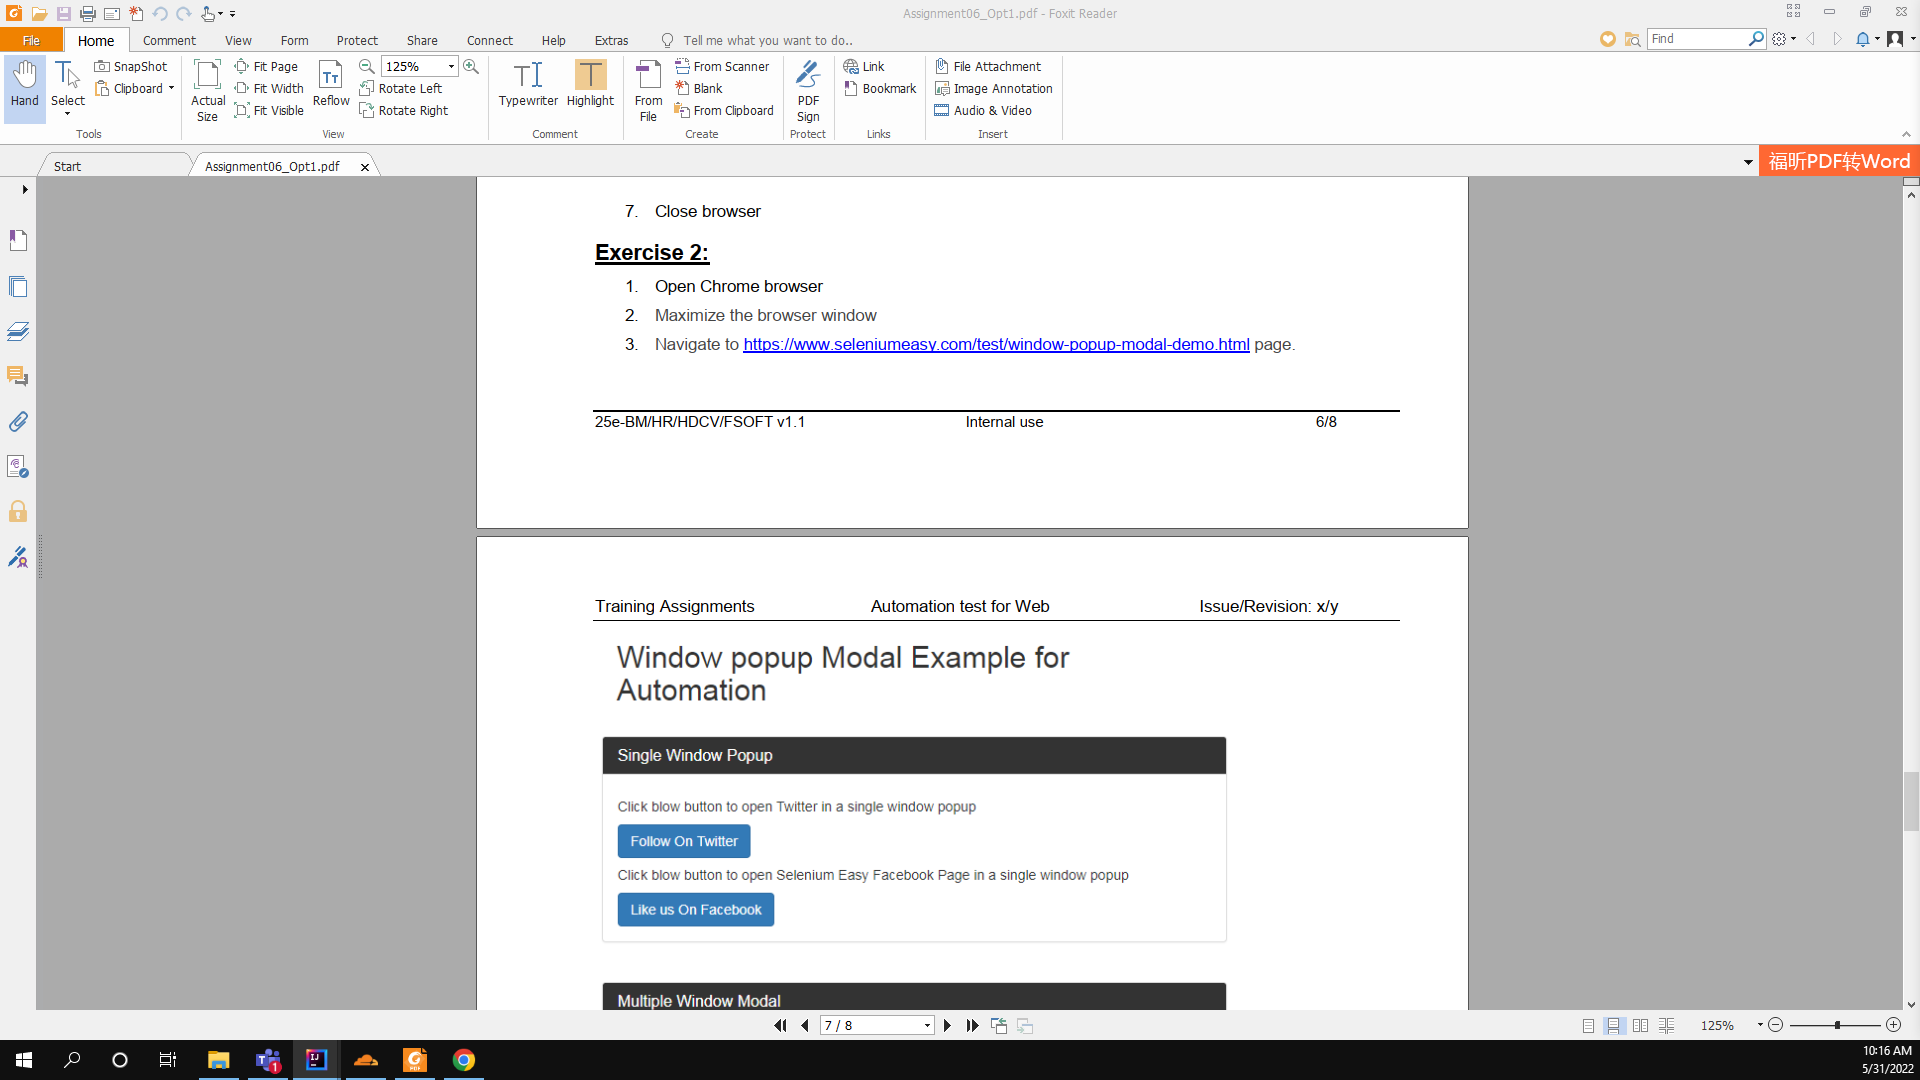 Assignment06_Opt1.pdf - Foxit Reader
File Home Comment View Form Protect Share Connect Help Extras Tell me what you want to do.. Find
Hand
Select
SnapShot
Clipboard
Tools
Actual Size
Fit Page
Fit Width
Fit Visible
Reflow
125%
Rotate Left
Rotate Right
View
Typewriter
Highlight
Comment
From File
From Scanner
Blank
From Clipboard
Create
PDF Sign
Protect
Link
Bookmark
Links
File Attachment
Image Annotation
Audio & Video
Insert
Start
Assignment06_Opt1.pdf
福昕PDF转Word
7. Close browser
Exercise 2:
1. Open Chrome browser
2. Maximize the browser window
3. Navigate to https://www.seleniumeasy.com/test/window-popup-modal-demo.html page.
25e-BM/HR/HDCV/FSOFT v1.1 Internal use 6/8
Training Assignments Automation test for Web Issue/Revision: x/y
Window popup Modal Example for
Automation
Single Window Popup
Click blow button to open Twitter in a single window popup
Follow On Twitter
Click blow button to open Selenium Easy Facebook Page in a single window popup
Like us On Facebook
Multiple Window Modal
7 / 8
125%
10:16 AM
5/31/2022